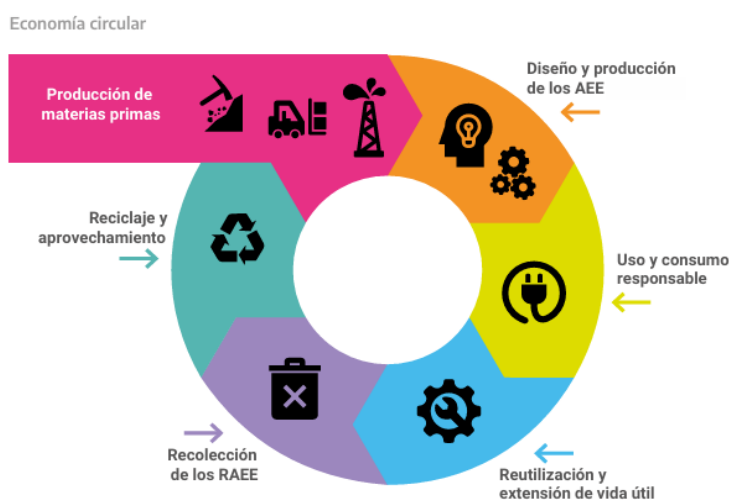 Economía circular
Producción de
materias primas
Diseño y producción
de los AEE
Uso y consumo
responsable
Reutilización y
extensión de vida útil
Recolección
de los RAEE
Reciclaje y
aprovechamiento